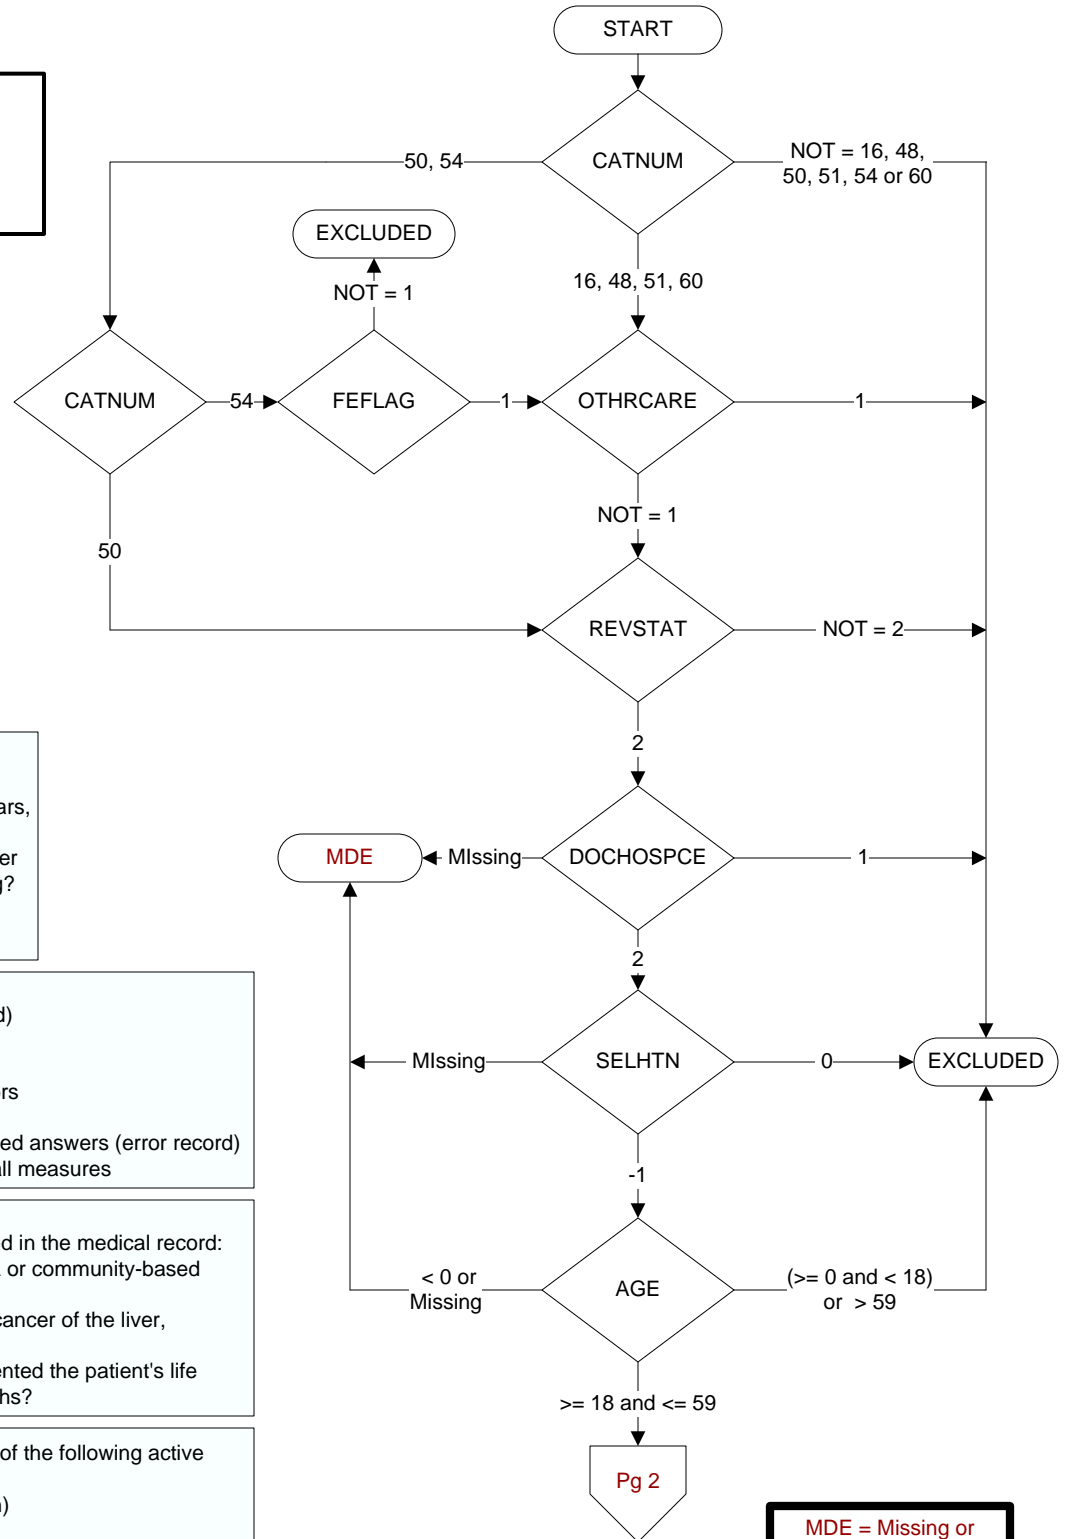 START
CATNUM
50, 54
NOT = 16, 48,
50, 51, 54 or 60
EXCLUDED
NOT = 1
16, 48, 51, 60
CATNUM
54
FEFLAG
1
OTHRCARE
1
NOT = 1
50
REVSTAT
NOT = 2
2
ars,
er
g?
MDE
MIssing
DOCHOSPCE
1
2
d)
rs
ed answers (error record)
all measures
MIssing
SELHTN
0
EXCLUDED
-1
ed in the medical record:
or community-based
cancer of the liver,
ented the patient's life
hs?
< 0 or
Missing
AGE
(>= 0 and < 18)
or > 59
>= 18 and <= 59
of the following active
)
Pg 2
MDE = Missing or